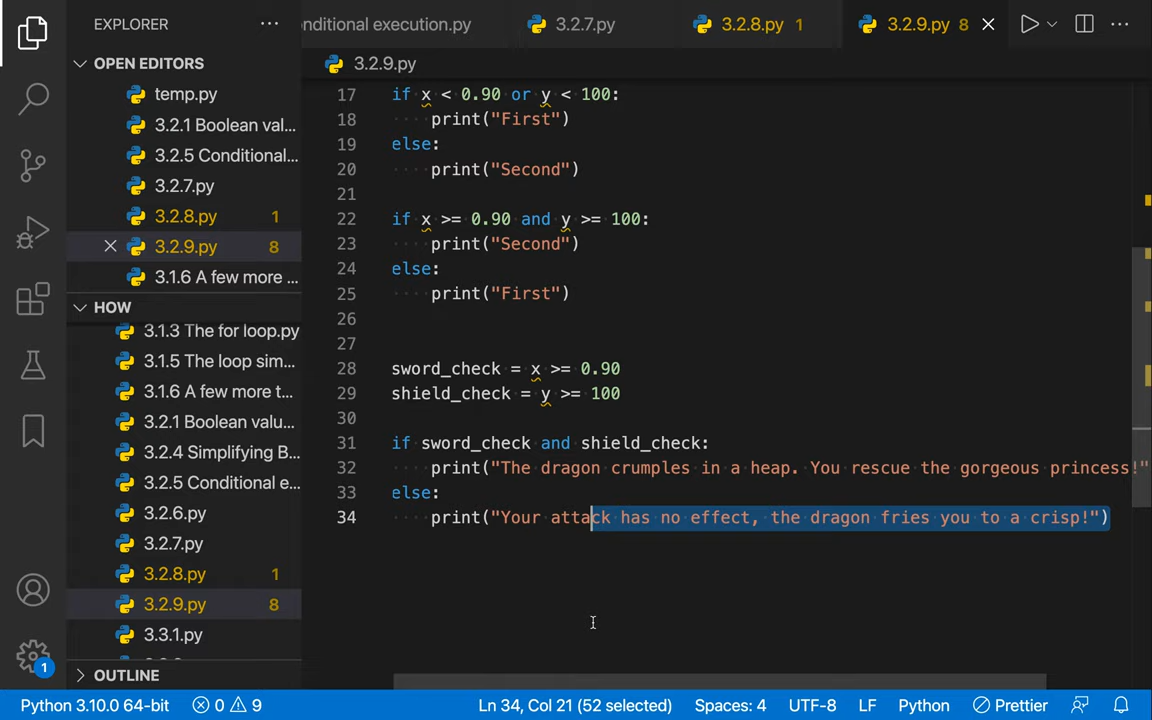 EXPLORER
onditional execution.py
3.2.7.py
3.2.8.py 1
3.2.9.py 8
OPEN EDITORS
temp.py
3.2.1 Boolean val...
3.2.5 Conditional...
3.2.7.py
3.2.8.py 1
3.2.9.py 8
3.1.6 A few more ...
HOW
3.1.3 The for loop.py
3.1.5 The loop sim...
3.1.6 A few more t...
3.2.1 Boolean valu...
3.2.4 Simplifying B...
3.2.5 Conditional e...
3.2.6.py
3.2.7.py
3.2.8.py 1
3.2.9.py 8
3.3.1.py
OUTLINE
1
3.2.9.py
17 if x < 0.90 or y < 100:
18 print("First")
19 else:
20 print("Second")
21
22 if x >= 0.90 and y >= 100:
23 print("Second")
24 else:
25 print("First")
26
27
28 sword_check = x >= 0.90
29 shield_check = y >= 100
30
31 if sword_check and shield_check:
32 print("The dragon crumples in a heap. You rescue the gorgeous princess!"
33 else:
34 print("Your attack has no effect, the dragon fries you to a crisp!")
Python 3.10.0 64-bit 0 9 Ln 34, Col 21 (52 selected) Spaces: 4 UTF-8 LF Python Prettier